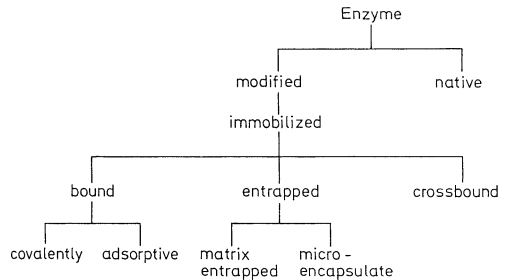 Enzyme
modified native
immobilized
bound entrapped crossbound
covalently adsorptive matrix entrapped micro-encapsulate